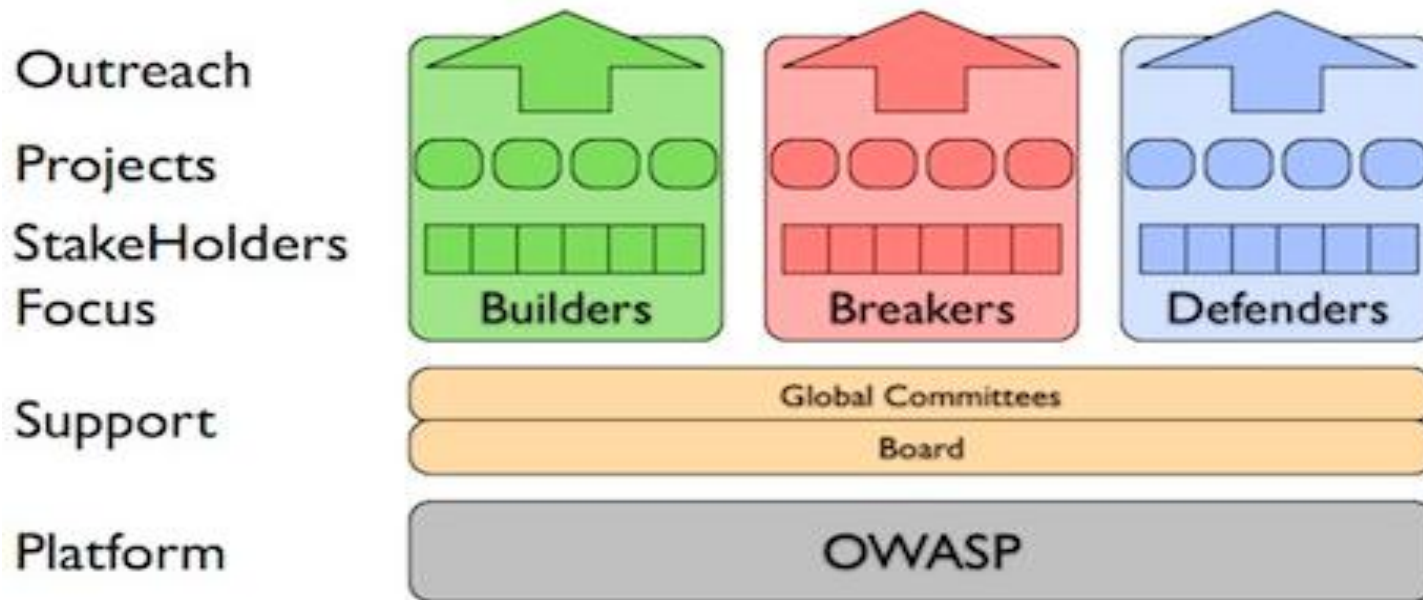 Outreach
Projects
StakeHolders
Focus
Builders
Breakers
Defenders
Support
Global Committees
Board
Platform
OWASP